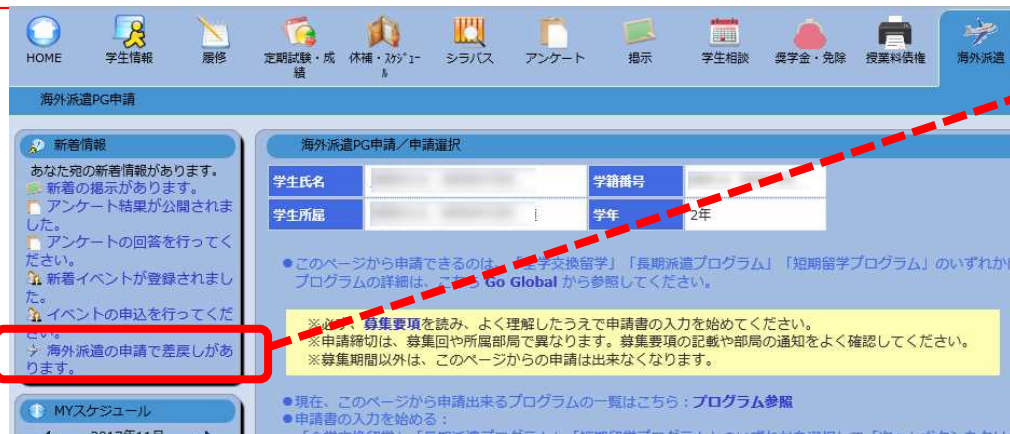 HOME
学生情報
履修
定期試験・成績
休補・ｽｹｼﾞｭｰﾙ
シラバス
アンケート
掲示
学生相談
奨学金・免除
授業料債権
海外派遣
海外派遣PG申請
新着情報
あなた宛の新着情報があります。
新着の掲示があります。
アンケート結果が公開されま
した。
アンケートの回答を行ってく
ださい。
新着イベントが登録されまし
た。
イベントの申込を行ってくだ
さい。
海外派遣の申請で差戻しがあ
ります。
MYスケジュール
2017年11月
海外派遣PG申請／申請選択
学生氏名
学籍番号
学生所属
学年
2年
●このページから申請できるのは、「全学交換留学」「長期派遣プログラム」「短期留学プログラム」のいずれか
プログラムの詳細は、こちら Go Global から参照してください。
※必ず、募集要項を読み、よく理解したうえで申請書の入力を始めてください。
※申請締切は、募集回や所属部局で異なります。募集要項の記載や部局の通知をよく確認してください。
※募集期間以外は、このページからの申請は出来なくなります。
●現在、このページから申請出来るプログラムの一覧はこちら：プログラム参照
●申請書の入力を始める：